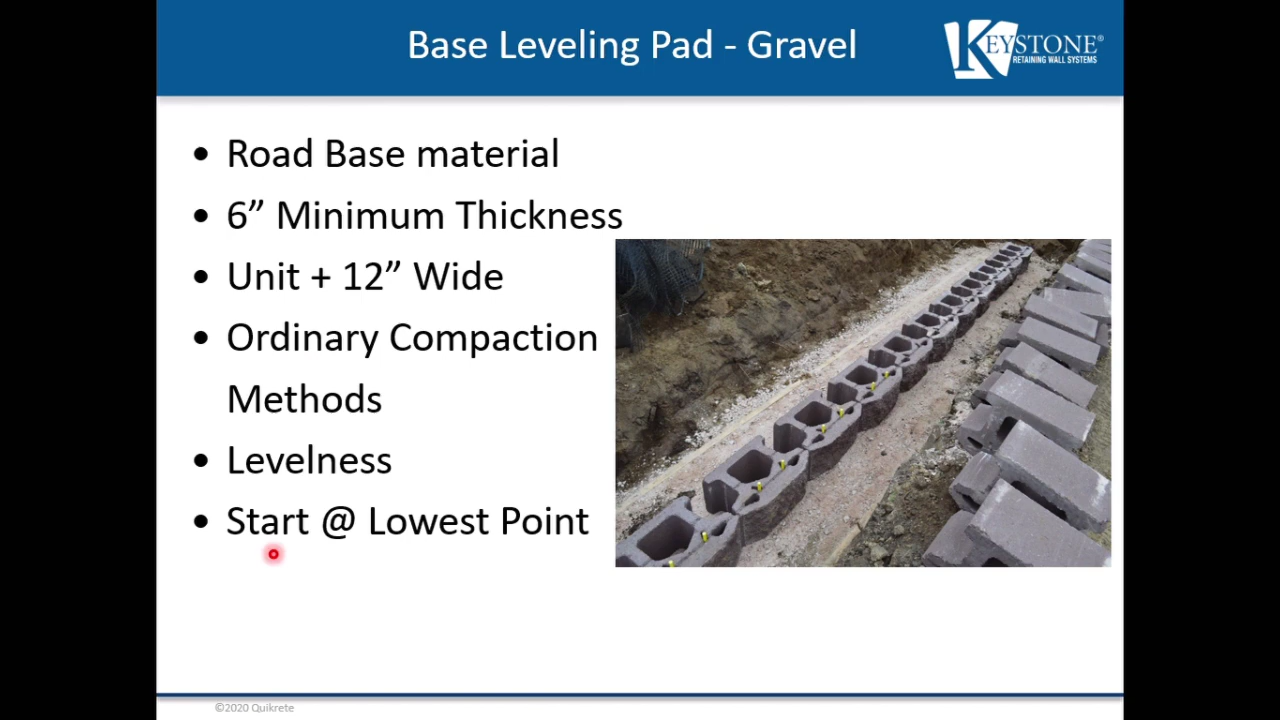 Base Leveling Pad - Gravel
KEYSTONE®
RETAINING WALL SYSTEMS
• Road Base material
• 6” Minimum Thickness
• Unit + 12” Wide
• Ordinary Compaction
Methods
• Levelness
• Start @ Lowest Point
©2020 Quikrete